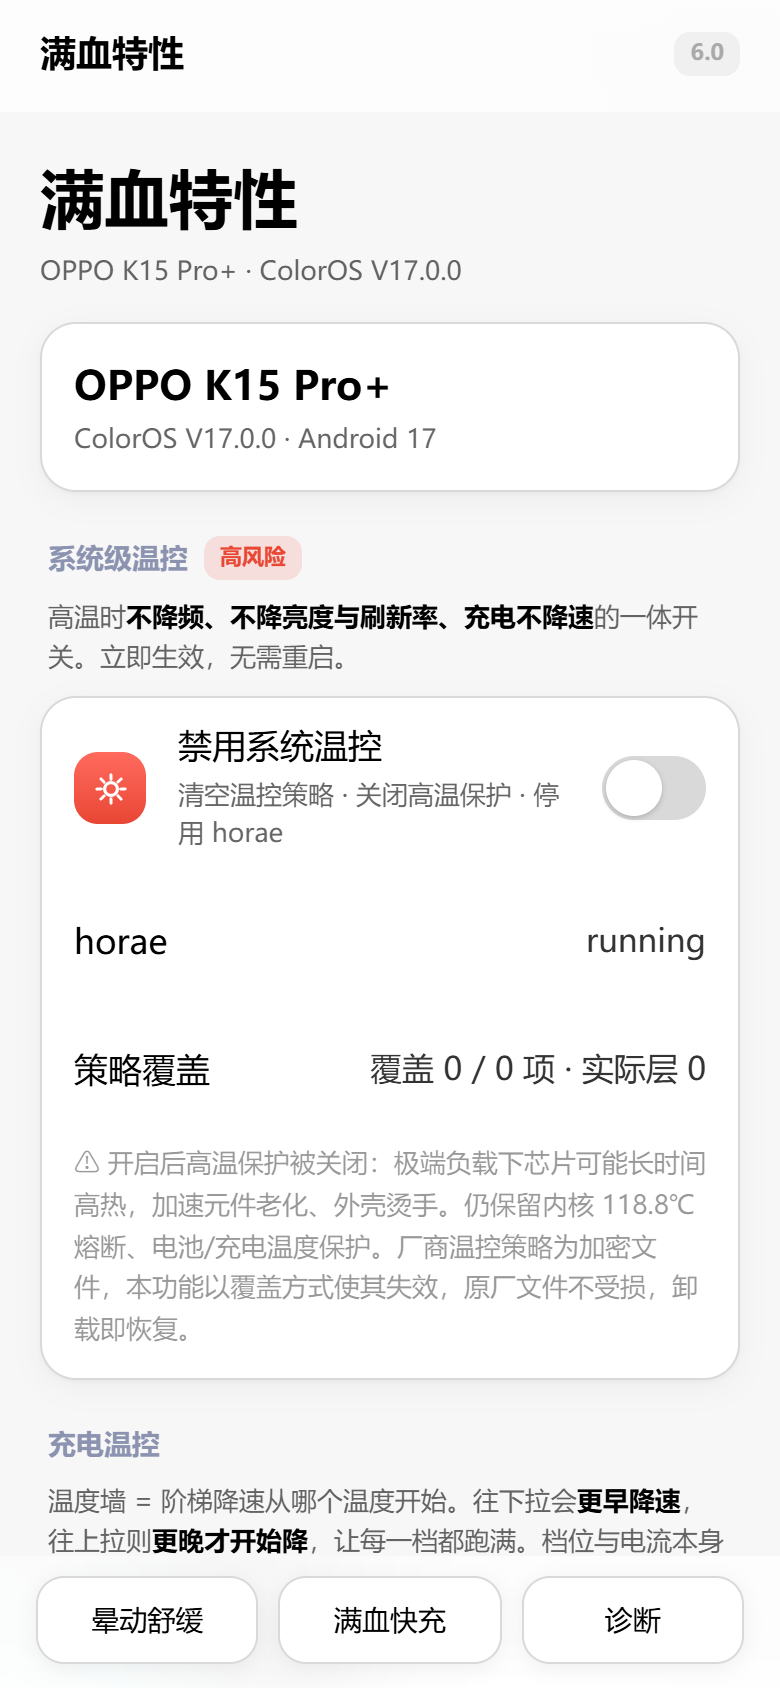 满血特性
6.0
满血特性
OPPO K15 Pro+ · ColorOS V17.0.0
OPPO K15 Pro+
ColorOS V17.0.0 · Android 17
系统级温控
高风险
高温时不降频、不降亮度与刷新率、充电不降速的一体开
关。立即生效，无需重启。
禁用系统温控
清空温控策略 · 关闭高温保护 · 停
用 horae
horae
running
策略覆盖
覆盖 0 / 0 项 · 实际层 0
⚠ 开启后高温保护被关闭：极端负载下芯片可能长时间
高热，加速元件老化、外壳烫手。仍保留内核 118.8℃
熔断、电池/充电温度保护。厂商温控策略为加密文
件，本功能以覆盖方式使其失效，原厂文件不受损，卸
载即恢复。
充电温控
温度墙 = 阶梯降速从哪个温度开始。往下拉会更早降速，
往上拉则更晚才开始降，让每一档都跑满。档位与电流本身
晕动舒缓
满血快充
诊断